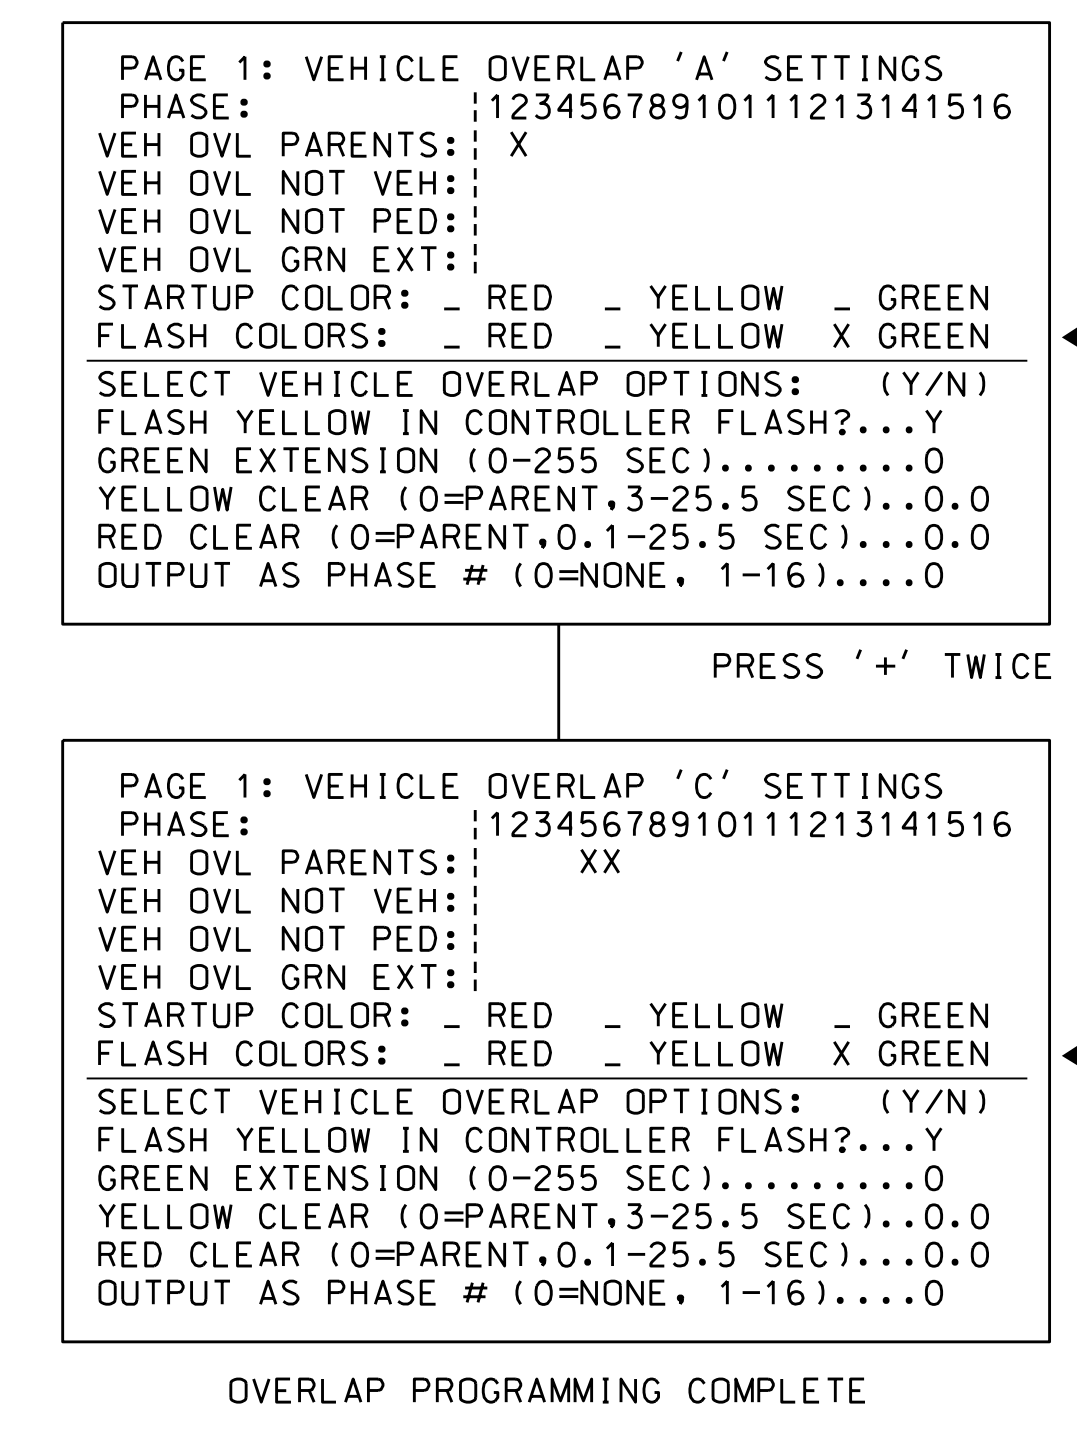 PAGE 1: VEHICLE OVERLAP 'A' SETTINGS
PHASE: ¦12345678910111213141516
VEH OVL PARENTS:¦ X
VEH OVL NOT VEH:¦
VEH OVL NOT PED:¦
VEH OVL GRN EXT:¦
STARTUP COLOR: _ RED _ YELLOW _ GREEN
FLASH COLORS: _ RED _ YELLOW X GREEN
SELECT VEHICLE OVERLAP OPTIONS: (Y/N)
FLASH YELLOW IN CONTROLLER FLASH?...Y
GREEN EXTENSION (0-255 SEC).........0
YELLOW CLEAR (0=PARENT,3-25.5 SEC)..0.0
RED CLEAR (0=PARENT,0.1-25.5 SEC)...0.0
OUTPUT AS PHASE # (0=NONE, 1-16)....0
PRESS '+' TWICE
PAGE 1: VEHICLE OVERLAP 'C' SETTINGS
PHASE: ¦12345678910111213141516
VEH OVL PARENTS:¦ XX
VEH OVL NOT VEH:¦
VEH OVL NOT PED:¦
VEH OVL GRN EXT:¦
STARTUP COLOR: _ RED _ YELLOW _ GREEN
FLASH COLORS: _ RED _ YELLOW X GREEN
SELECT VEHICLE OVERLAP OPTIONS: (Y/N)
FLASH YELLOW IN CONTROLLER FLASH?...Y
GREEN EXTENSION (0-255 SEC).........0
YELLOW CLEAR (0=PARENT,3-25.5 SEC)..0.0
RED CLEAR (0=PARENT,0.1-25.5 SEC)...0.0
OUTPUT AS PHASE # (0=NONE, 1-16)....0
OVERLAP PROGRAMMING COMPLETE